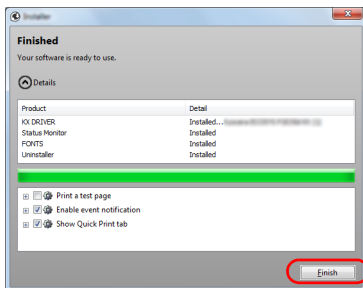 Installer
Finished
Your software is ready to use.
Details
Product Detail
KX DRIVER Installed...
Status Monitor Installed
FONTS Installed
Uninstaller Installed
Print a test page
Enable event notification
Show Quick Print tab
Finish